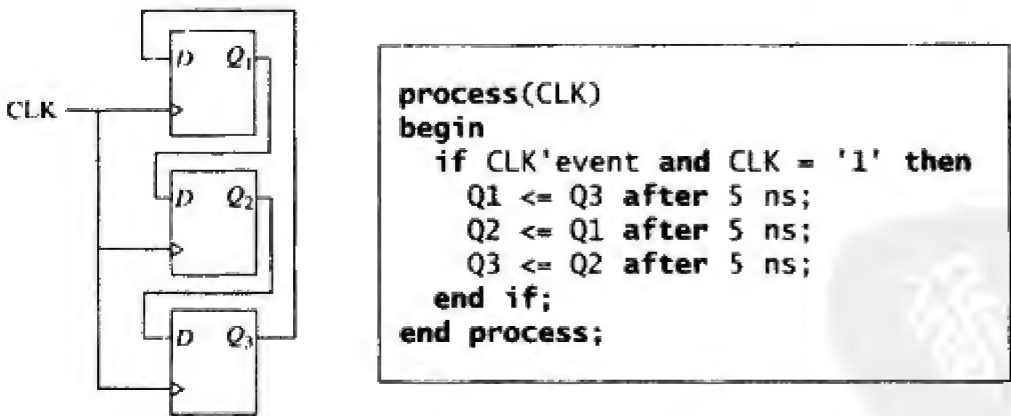 D Q1
CLK
D Q2
D Q3
process(CLK)
begin
if CLK'event and CLK = '1' then
Q1 <= Q3 after 5 ns;
Q2 <= Q1 after 5 ns;
Q3 <= Q2 after 5 ns;
end if;
end process;